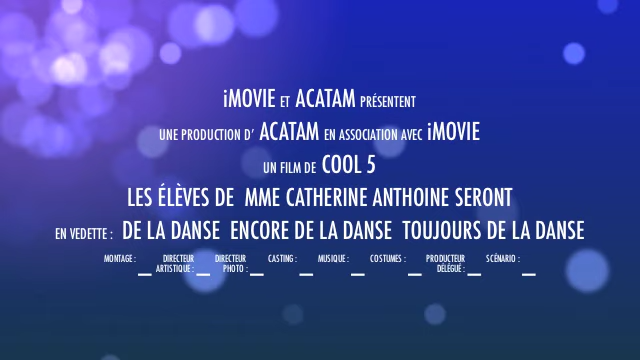 iMOVIE ET ACATAM PRÉSENTENT
UNE PRODUCTION D' ACATAM EN ASSOCIATION AVEC iMOVIE
UN FILM DE COOL 5
LES ÉLÈVES DE MME CATHERINE ANTHOINE SERONT
EN VEDETTE : DE LA DANSE ENCORE DE LA DANSE TOUJOURS DE LA DANSE
MONTAGE : _ DIRECTEUR ARTISTIQUE : _ DIRECTEUR PHOTO : _ CASTING : _ MUSIQUE : _ COSTUMES : _ PRODUCTEUR DÉLÉGUÉ : _ SCÉNARIO : _